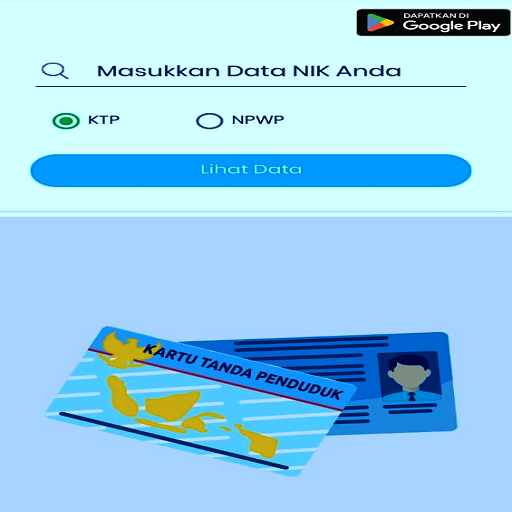 DAPATKAN DI
Google Play
Masukkan Data NIK Anda
KTP
NPWP
Lihat Data
KARTU TANDA PENDUDUK